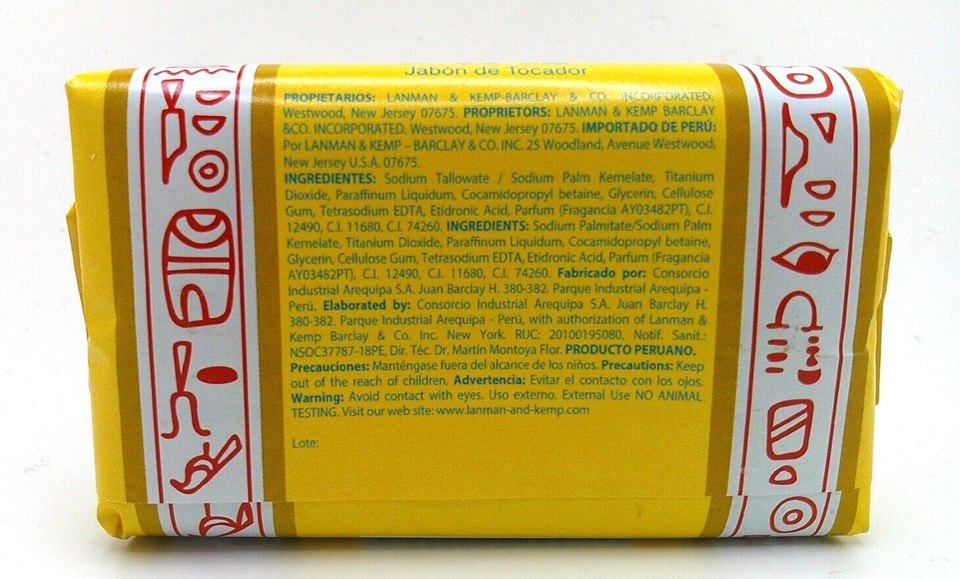 Jabón de Tocador
PROPIETARIOS: LANMAN & KEMP-BARCLAY & CO. INCORPORATED.
Westwood, New Jersey 07675. PROPRIETORS: LANMAN & KEMP BARCLAY
&CO. INCORPORATED. Westwood, New Jersey 07675. IMPORTADO DE PERÚ:
Por LANMAN & KEMP – BARCLAY & CO. INC. 25 Woodland, Avenue Westwood,
New Jersey U.S.A. 07675.
INGREDIENTES: Sodium Tallowate / Sodium Palm Kernelate, Titanium
Dioxide, Paraffinum Liquidum, Cocamidopropyl betaine, Glycerin, Cellulose
Gum, Tetrasodium EDTA, Etidronic Acid, Parfum (Fragancia AY03482PT), C.I.
12490, C.I. 11680, C.I. 74260. INGREDIENTS: Sodium Palmitate/Sodium Palm
Kernelate, Titanium Dioxide, Paraffinum Liquidum, Cocamidopropyl betaine,
Glycerin, Cellulose Gum, Tetrasodium EDTA, Etidronic Acid, Parfum (Fragancia
AY03482PT), C.I. 12490, C.I. 11680, C.I. 74260. Fabricado por: Consorcio
Industrial Arequipa S.A. Juan Barclay H. 380-382. Parque Industrial Arequipa -
Perú. Elaborated by: Consorcio Industrial Arequipa S.A. Juan Barclay H.
380-382. Parque Industrial Arequipa - Perú, with authorization of Lanman &
Kemp Barclay & Co. Inc. New York. RUC: 20100195080, Notif. Sanit.:
NSOC37787-18PE, Dir. Téc. Dr. Martín Montoya Flor. PRODUCTO PERUANO.
Precauciones: Manténgase fuera del alcance de los niños. Precautions: Keep
out of the reach of children. Advertencia: Evitar el contacto con los ojos.
Warning: Avoid contact with eyes. Uso externo. External Use NO ANIMAL
TESTING. Visit our web site: www.lanman-and-kemp.com
Lote: